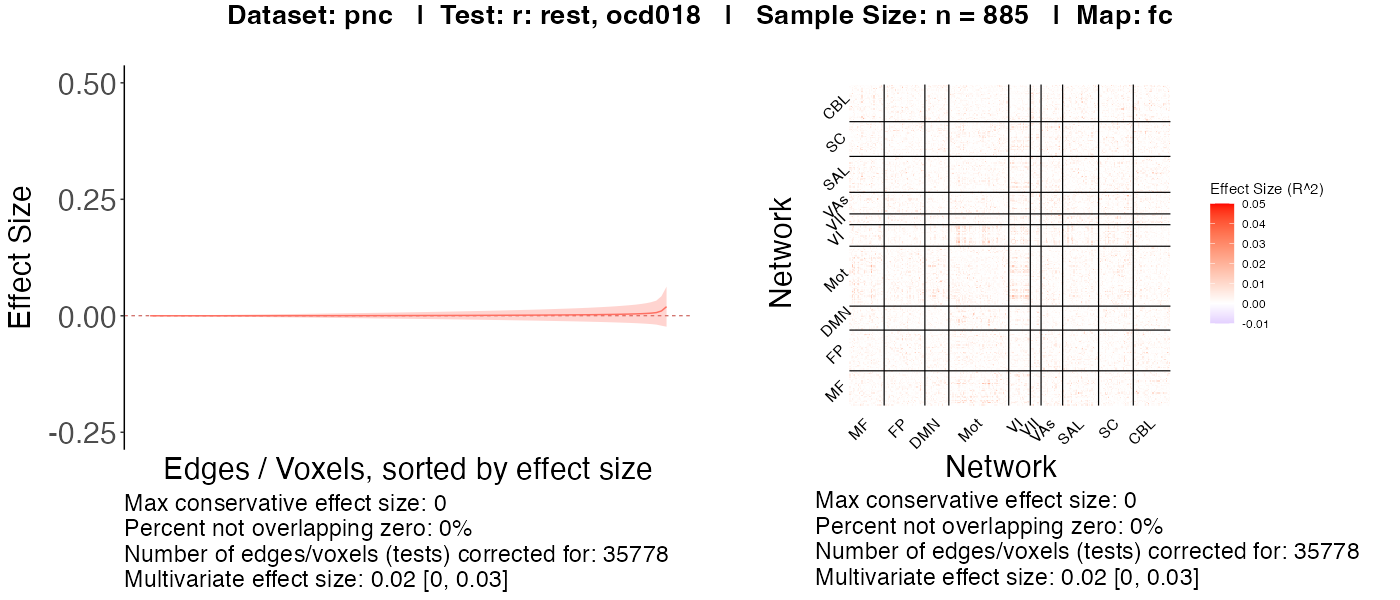 Dataset: pnc | Test: r: rest, ocd018 | Sample Size: n = 885 | Map: fc
Effect Size
0.50
0.25
0.00
-0.25
Edges / Voxels, sorted by effect size
Max conservative effect size: 0
Percent not overlapping zero: 0%
Number of edges/voxels (tests) corrected for: 35778
Multivariate effect size: 0.02 [0, 0.03]
Network
CBL
SC
SAL
VAs
VII
VI
Mot
DMN
FP
MF
MF FP DMN Mot VI VII VAs SAL SC CBL
Network
Effect Size (R^2)
0.05
0.04
0.03
0.02
0.01
0.00
-0.01
Max conservative effect size: 0
Percent not overlapping zero: 0%
Number of edges/voxels (tests) corrected for: 35778
Multivariate effect size: 0.02 [0, 0.03]